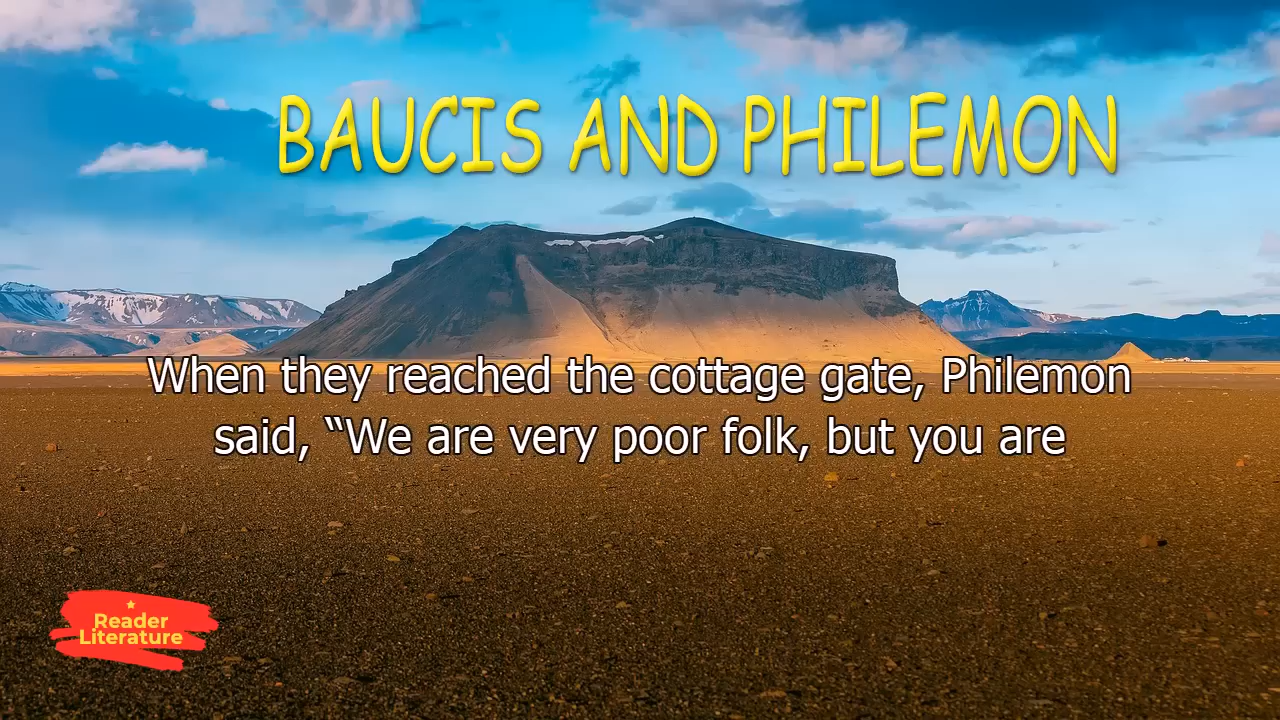 BAUCIS AND PHILEMON
When they reached the cottage gate, Philemon
said, “We are very poor folk, but you are
Reader
Literature